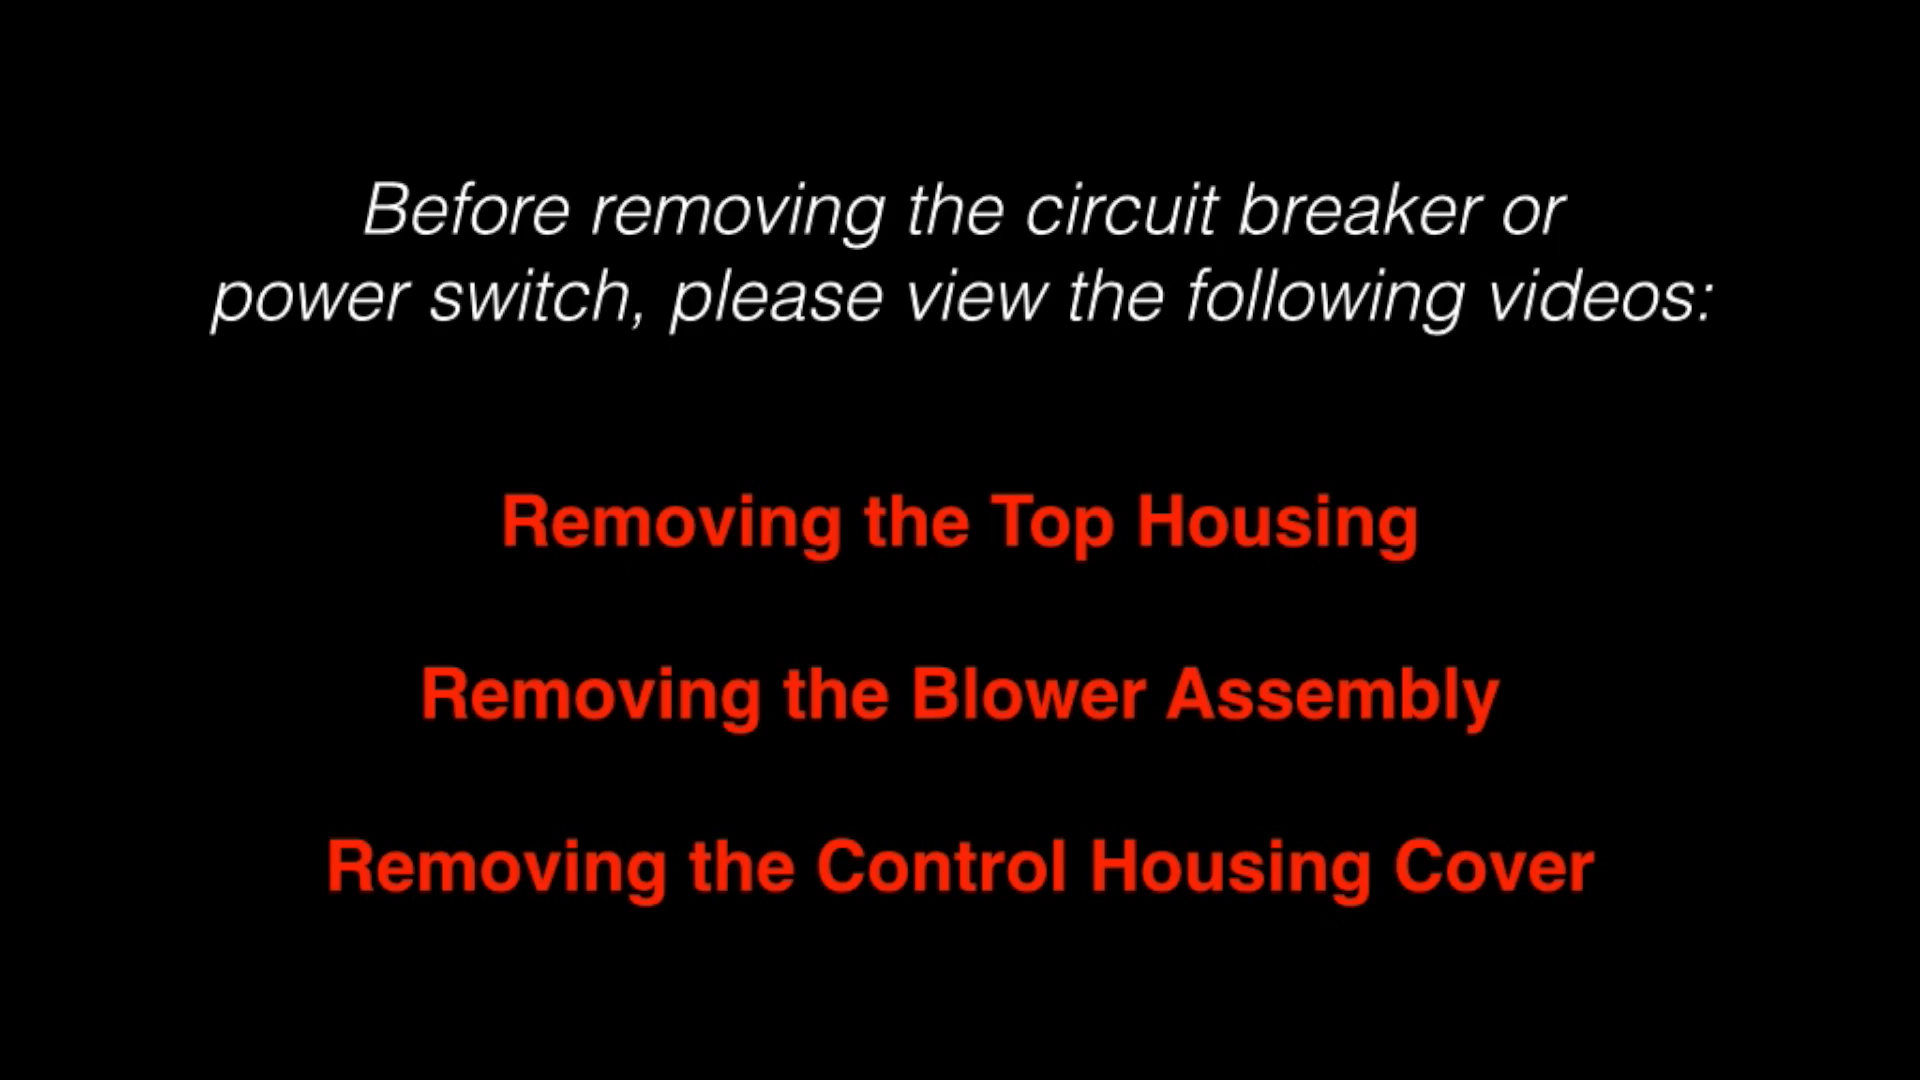 Before removing the circuit breaker or
power switch, please view the following videos:
Removing the Top Housing
Removing the Blower Assembly
Removing the Control Housing Cover